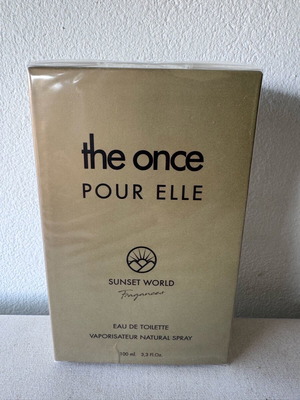 the once
POUR ELLE
SUNSET WORLD
Fragrances
EAU DE TOILETTE
VAPORISATEUR NATURAL SPRAY
100 ml. 3,3 fl.Oz.